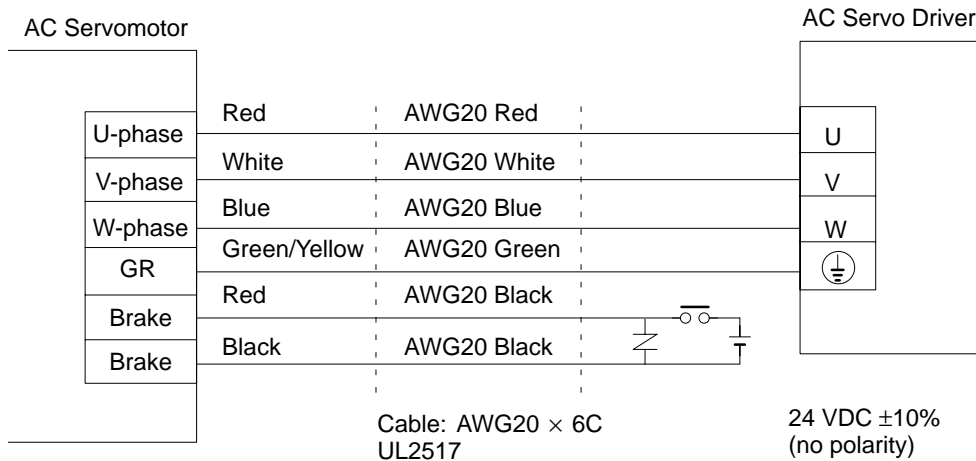 AC Servomotor
AC Servo Driver
U-phase
Red
AWG20 Red
U
V-phase
White
AWG20 White
V
W-phase
Blue
AWG20 Blue
W
GR
Green/Yellow
AWG20 Green
Brake
Red
AWG20 Black
Brake
Black
AWG20 Black
Cable: AWG20 × 6C
UL2517
24 VDC ±10%
(no polarity)